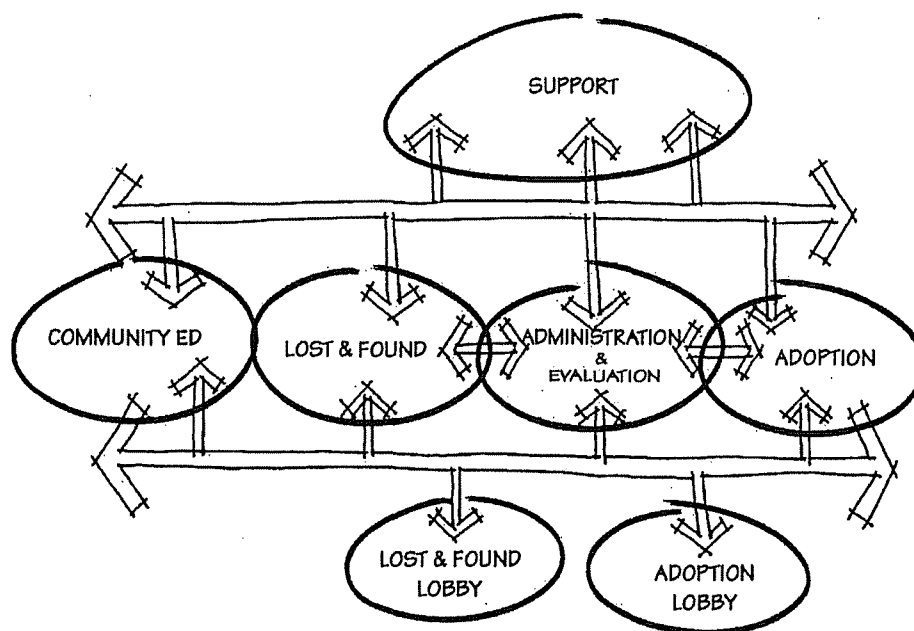 SUPPORT
COMMUNITY ED
LOST & FOUND
ADMINISTRATION
&
EVALUATION
ADOPTION
LOST & FOUND
LOBBY
ADOPTION
LOBBY